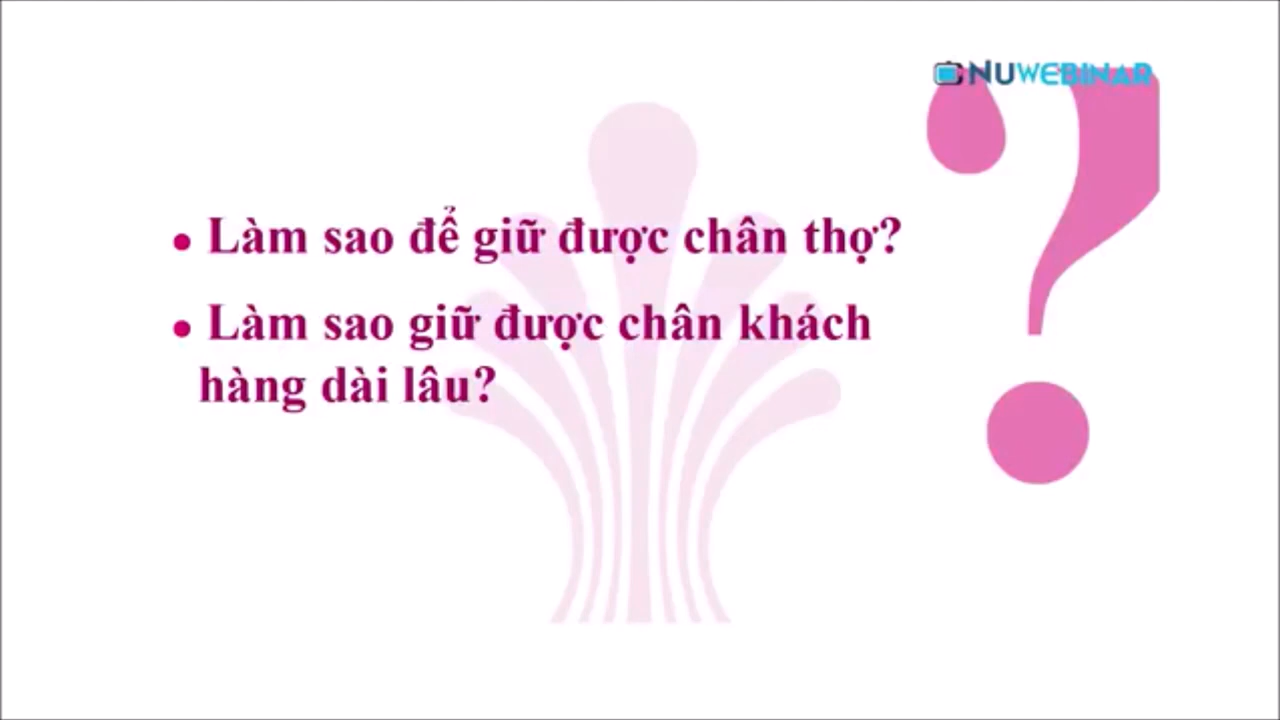 NUWEBINAR
• Làm sao để giữ được chân thợ?
• Làm sao giữ được chân khách
hàng dài lâu?